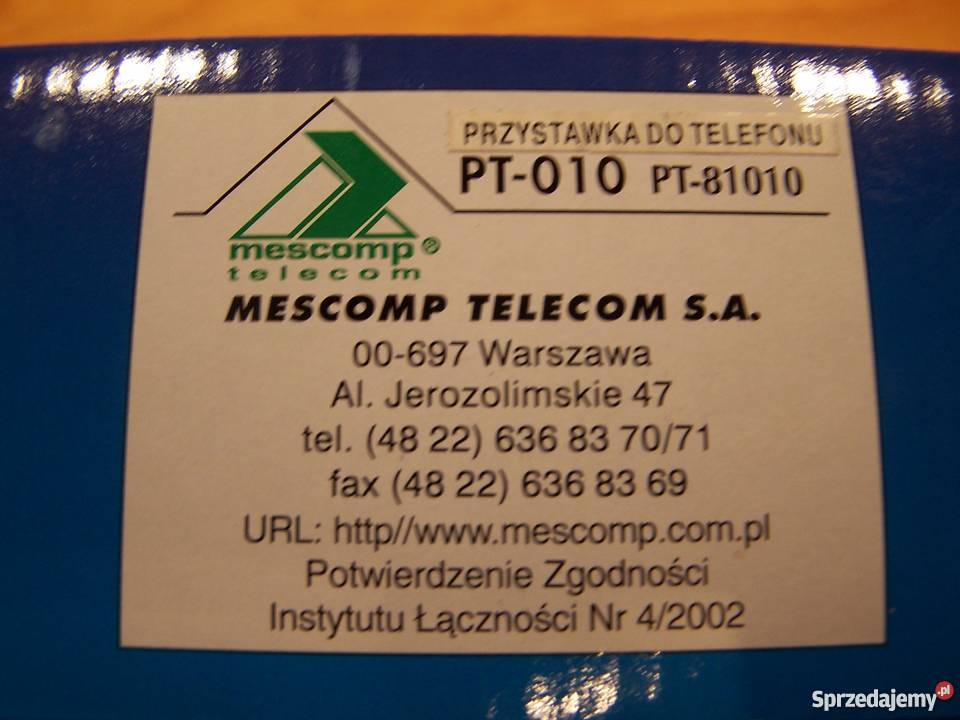 PRZYSTAWKA DO TELEFONU
PT-010 PT-81010
mescomp®
telecom
MESCOMP TELECOM S.A.
00-697 Warszawa
Al. Jerozolimskie 47
tel. (48 22) 636 83 70/71
fax (48 22) 636 83 69
URL: http//www.mescomp.com.pl
Potwierdzenie Zgodności
Instytutu Łączności Nr 4/2002
Sprzedajemy.pl